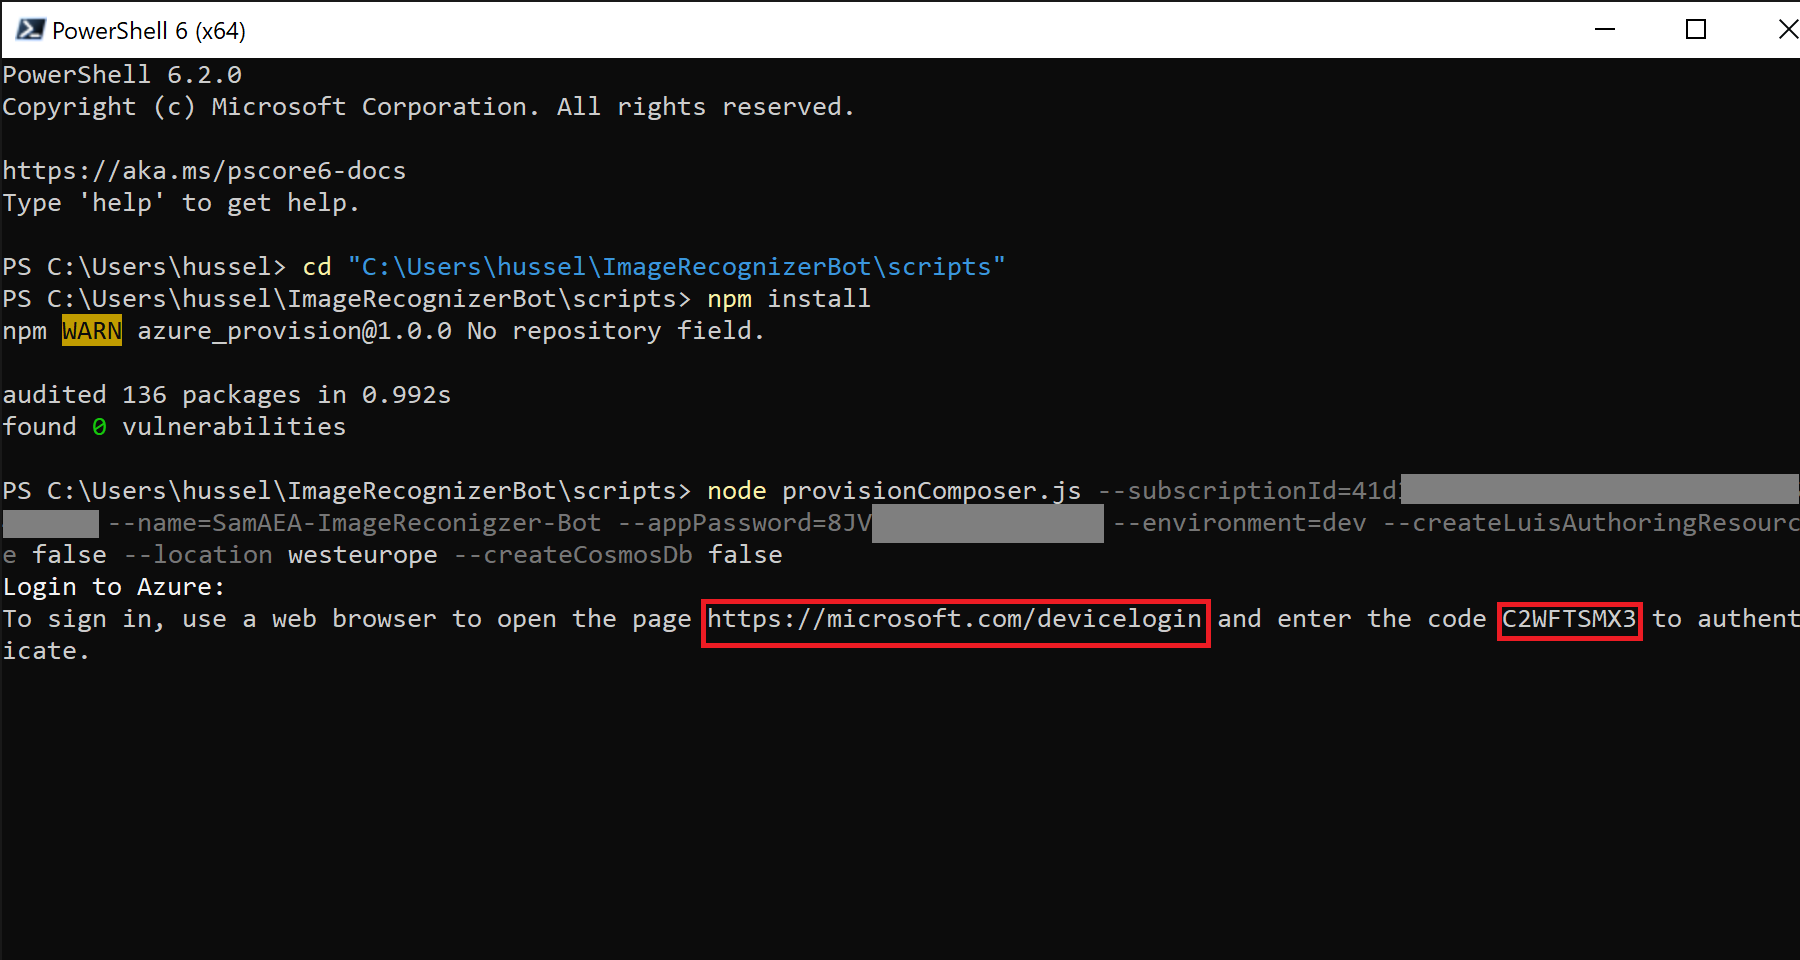 PowerShell 6 (x64)
PowerShell 6.2.0
Copyright (c) Microsoft Corporation. All rights reserved.
https://aka.ms/pscore6-docs
Type 'help' to get help.
PS C:\Users\hussel> cd "C:\Users\hussel\ImageRecognizerBot\scripts"
PS C:\Users\hussel\ImageRecognizerBot\scripts> npm install
npm WARN azure_provision@1.0.0 No repository field.
audited 136 packages in 0.992s
found 0 vulnerabilities
PS C:\Users\hussel\ImageRecognizerBot\scripts> node provisionComposer.js --subscriptionId=41d
--name=SamAEA-ImageReconigzer-Bot --appPassword=8JV --environment=dev --createLuisAuthoringResourc
e false --location westeurope --createCosmosDb false
Login to Azure:
To sign in, use a web browser to open the page https://microsoft.com/devicelogin and enter the code C2WFTSMX3 to authent
icate.